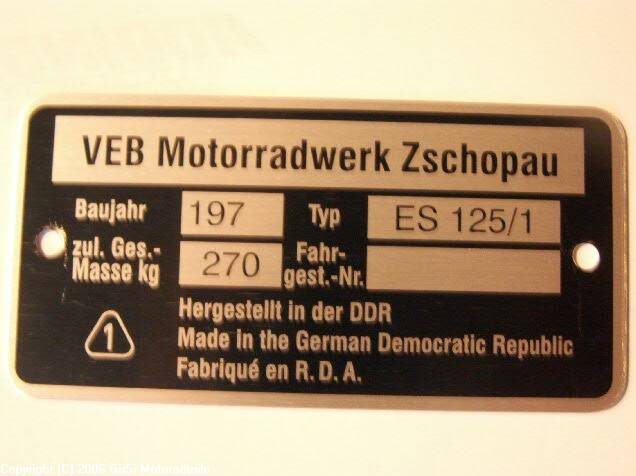 VEB Motorradwerk Zschopau
Baujahr 197 Typ ES 125/1
zul. Ges.-
Masse kg 270 Fahr-
gest.-Nr.
1
Hergestellt in der DDR
Made in the German Democratic Republic
Fabriqué en R. D. A.
Copyright (C) 2006